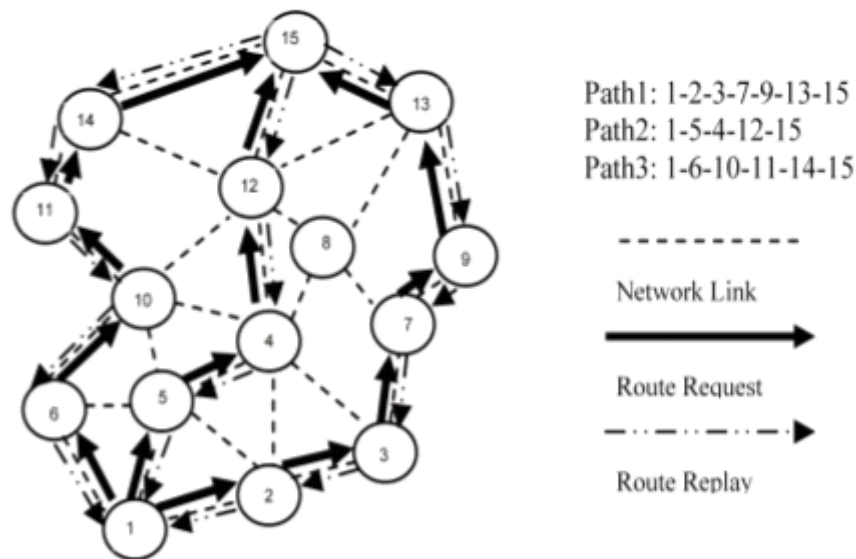 15
14
13
Path1: 1-2-3-7-9-13-15
Path2: 1-5-4-12-15
Path3: 1-6-10-11-14-15
12
11
8
9
10
Network Link
7
4
Route Request
5
6
3
Route Replay
2
1